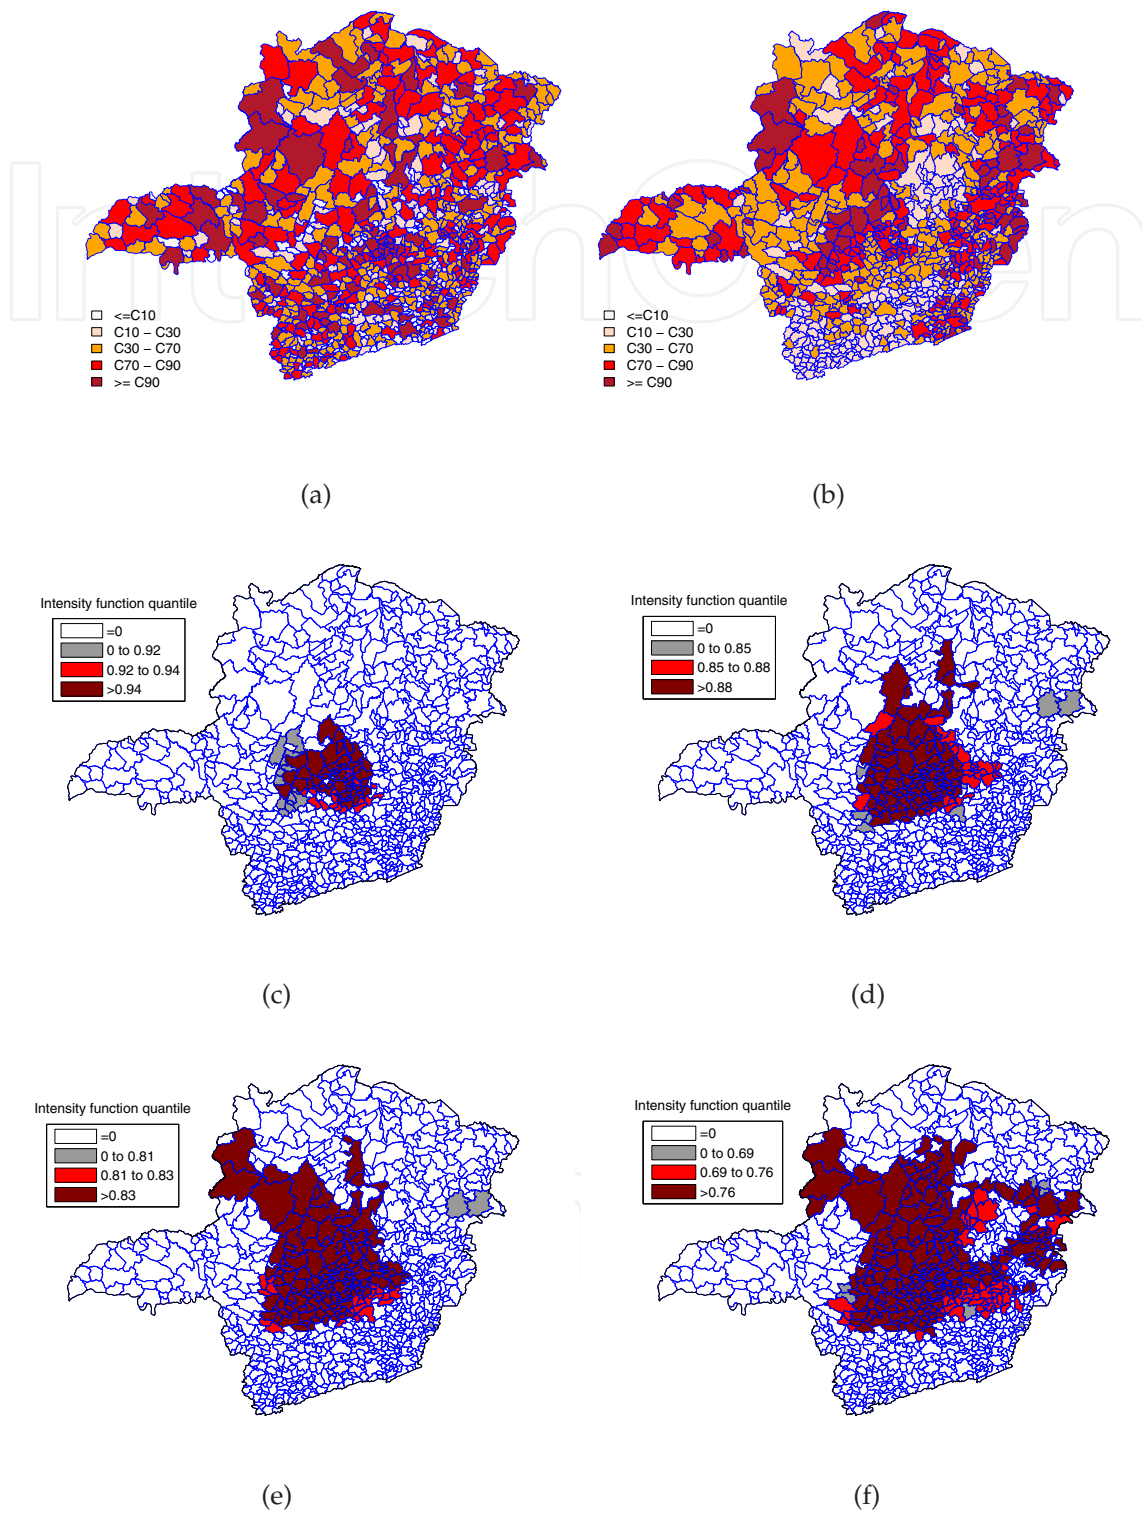 <=C10
C10 – C30
C30 – C70
C70 – C90
>= C90
(a)
<=C10
C10 – C30
C30 – C70
C70 – C90
>= C90
(b)
Intensity function quantile
=0
0 to 0.92
0.92 to 0.94
>0.94
(c)
Intensity function quantile
=0
0 to 0.85
0.85 to 0.88
>0.88
(d)
Intensity function quantile
=0
0 to 0.81
0.81 to 0.83
>0.83
(e)
Intensity function quantile
=0
0 to 0.69
0.69 to 0.76
>0.76
(f)